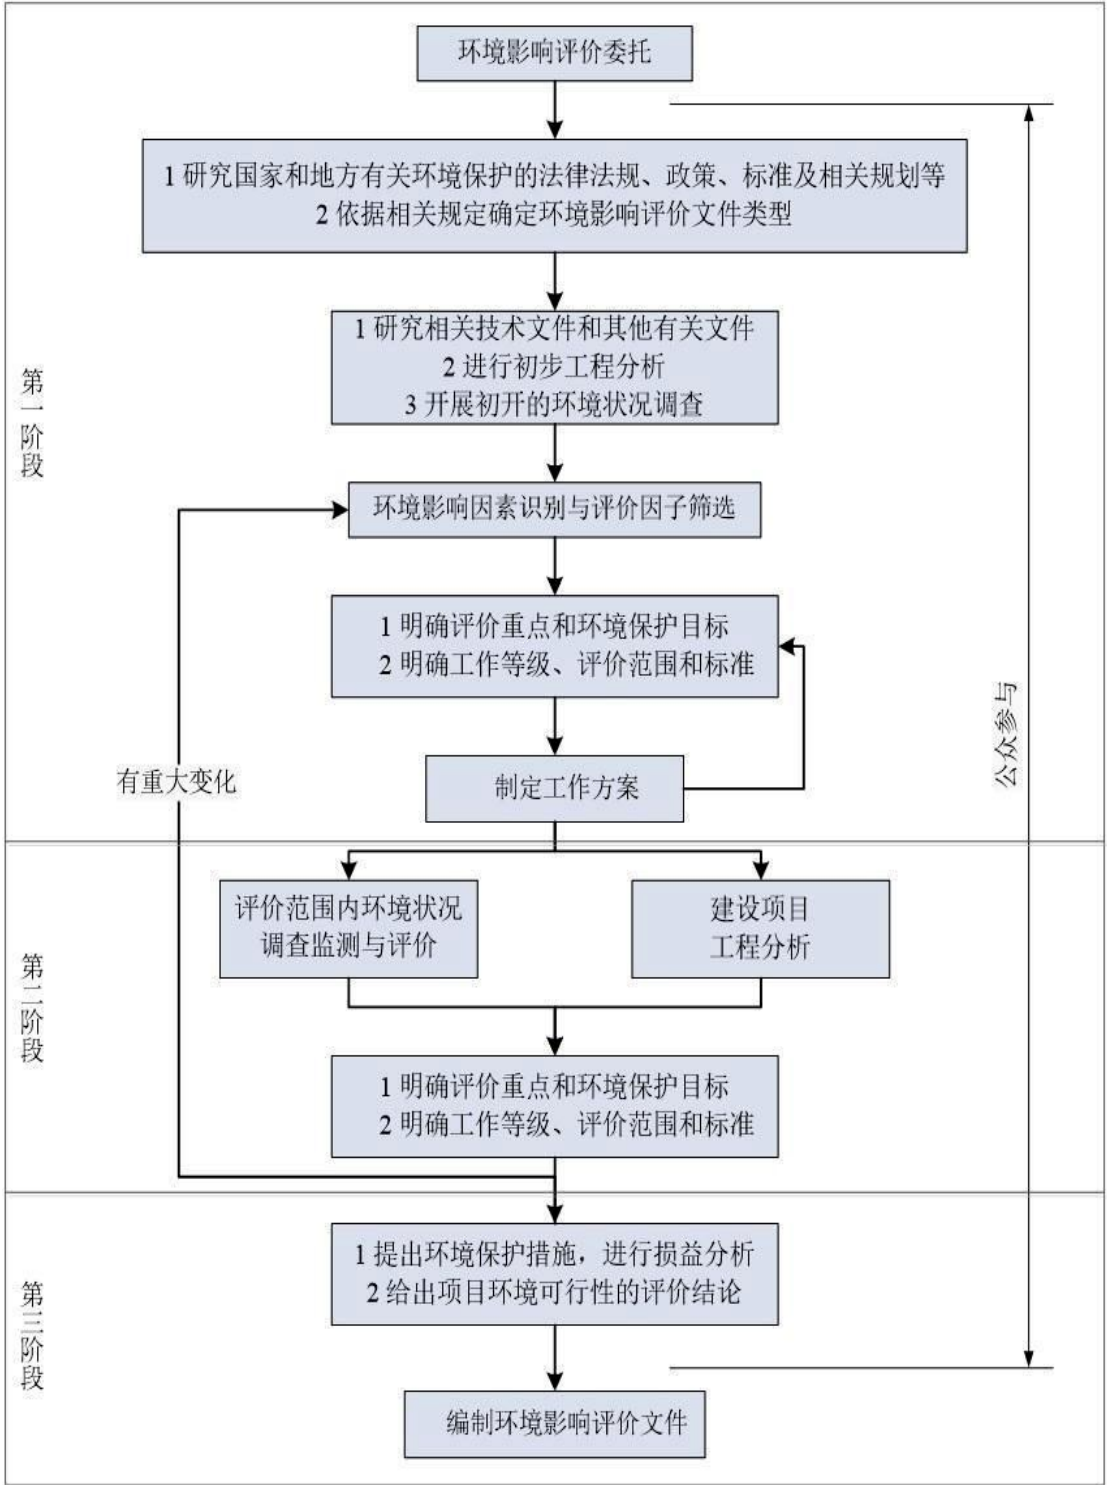 环境影响评价委托
1 研究国家和地方有关环境保护的法律法规、政策、标准及相关规划等
2 依据相关规定确定环境影响评价文件类型
1 研究相关技术文件和其他有关文件
2 进行初步工程分析
3 开展初开的环境状况调查
第一阶段
环境影响因素识别与评价因子筛选
1 明确评价重点和环境保护目标
2 明确工作等级、评价范围和标准
公众参与
有重大变化
制定工作方案
评价范围内环境状况
调查监测与评价
建设项目
工程分析
第二阶段
1 明确评价重点和环境保护目标
2 明确工作等级、评价范围和标准
1 提出环境保护措施，进行损益分析
2 给出项目环境可行性的评价结论
第三阶段
编制环境影响评价文件